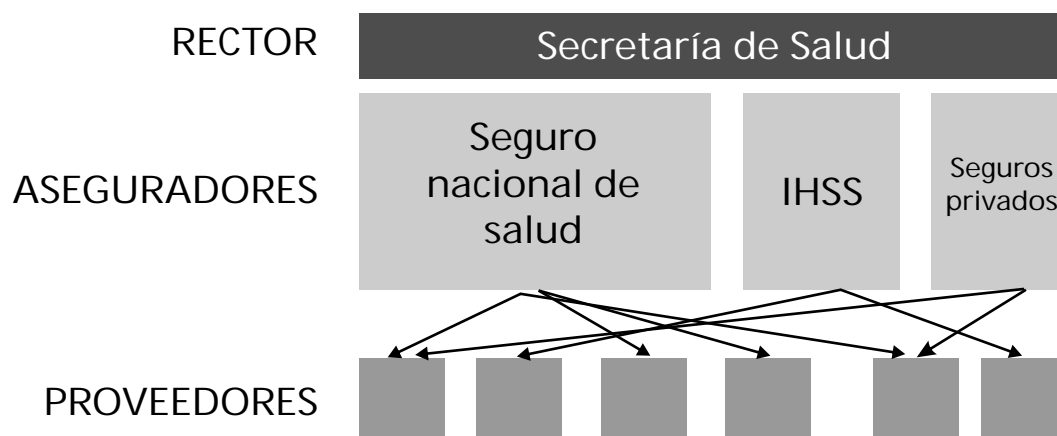 RECTOR
Secretaría de Salud
ASEGURADORES
Seguro
nacional de
salud
IHSS
Seguros
privados
PROVEEDORES